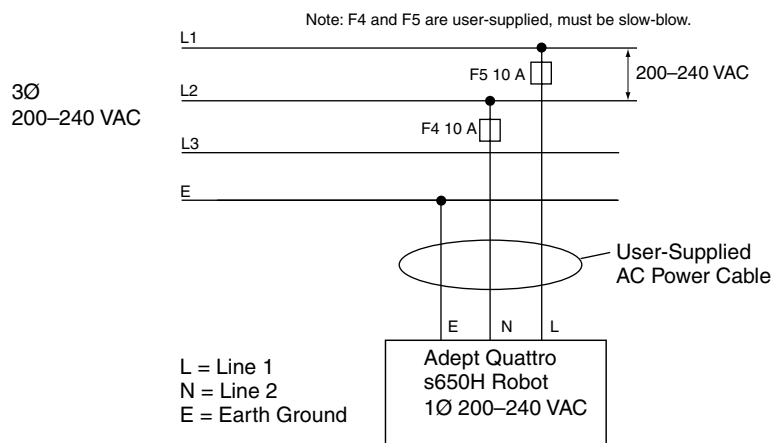 Note: F4 and F5 are user-supplied, must be slow-blow.
L1
F5 10 A
200–240 VAC
3Ø
200–240 VAC
L2
F4 10 A
L3
E
User-Supplied
AC Power Cable
E N L
L = Line 1
N = Line 2
E = Earth Ground
Adept Quattro
s650H Robot
1Ø 200–240 VAC